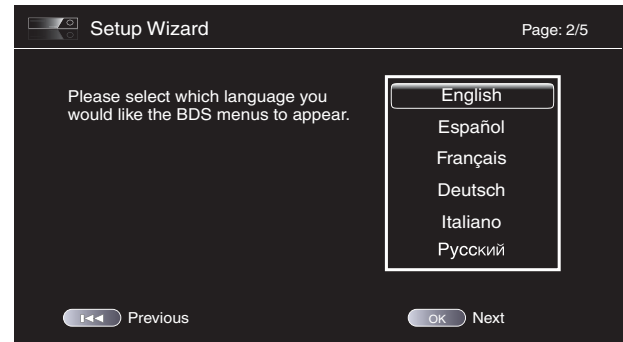 Setup Wizard
Page: 2/5
Please select which language you
would like the BDS menus to appear.
English
Español
Français
Deutsch
Italiano
Русский
Previous
OK Next